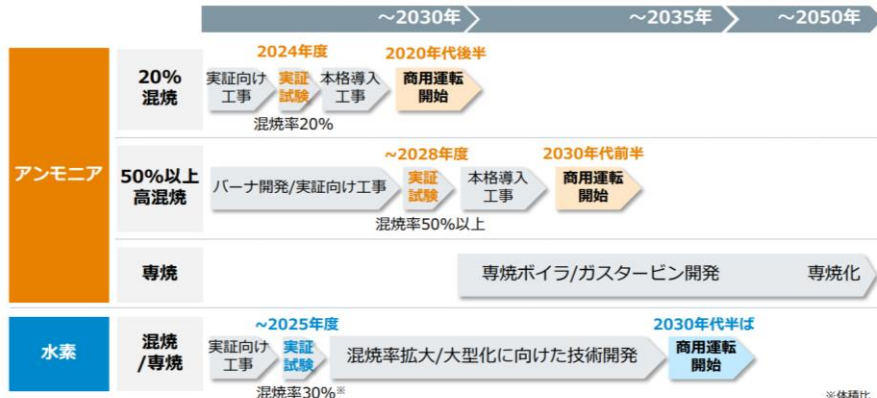 ～2030年
～2035年
～2050年
アンモニア
20%
混焼
2024年度
2020年代後半
実証向け
工事
実証
試験
本格導入
工事
商用運転
開始
混焼率20%
50%以上
高混焼
~2028年度
2030年代前半
バーナ開発/実証向け工事
実証
試験
本格導入
工事
商用運転
開始
混焼率50%以上
専焼
専焼ボイラ/ガスタービン開発
専焼化
水素
混焼
/専焼
~2025年度
2030年代半ば
実証向け
工事
実証
試験
混焼率拡大/大型化に向けた技術開発
商用運転
開始
混焼率30%※
※体積比